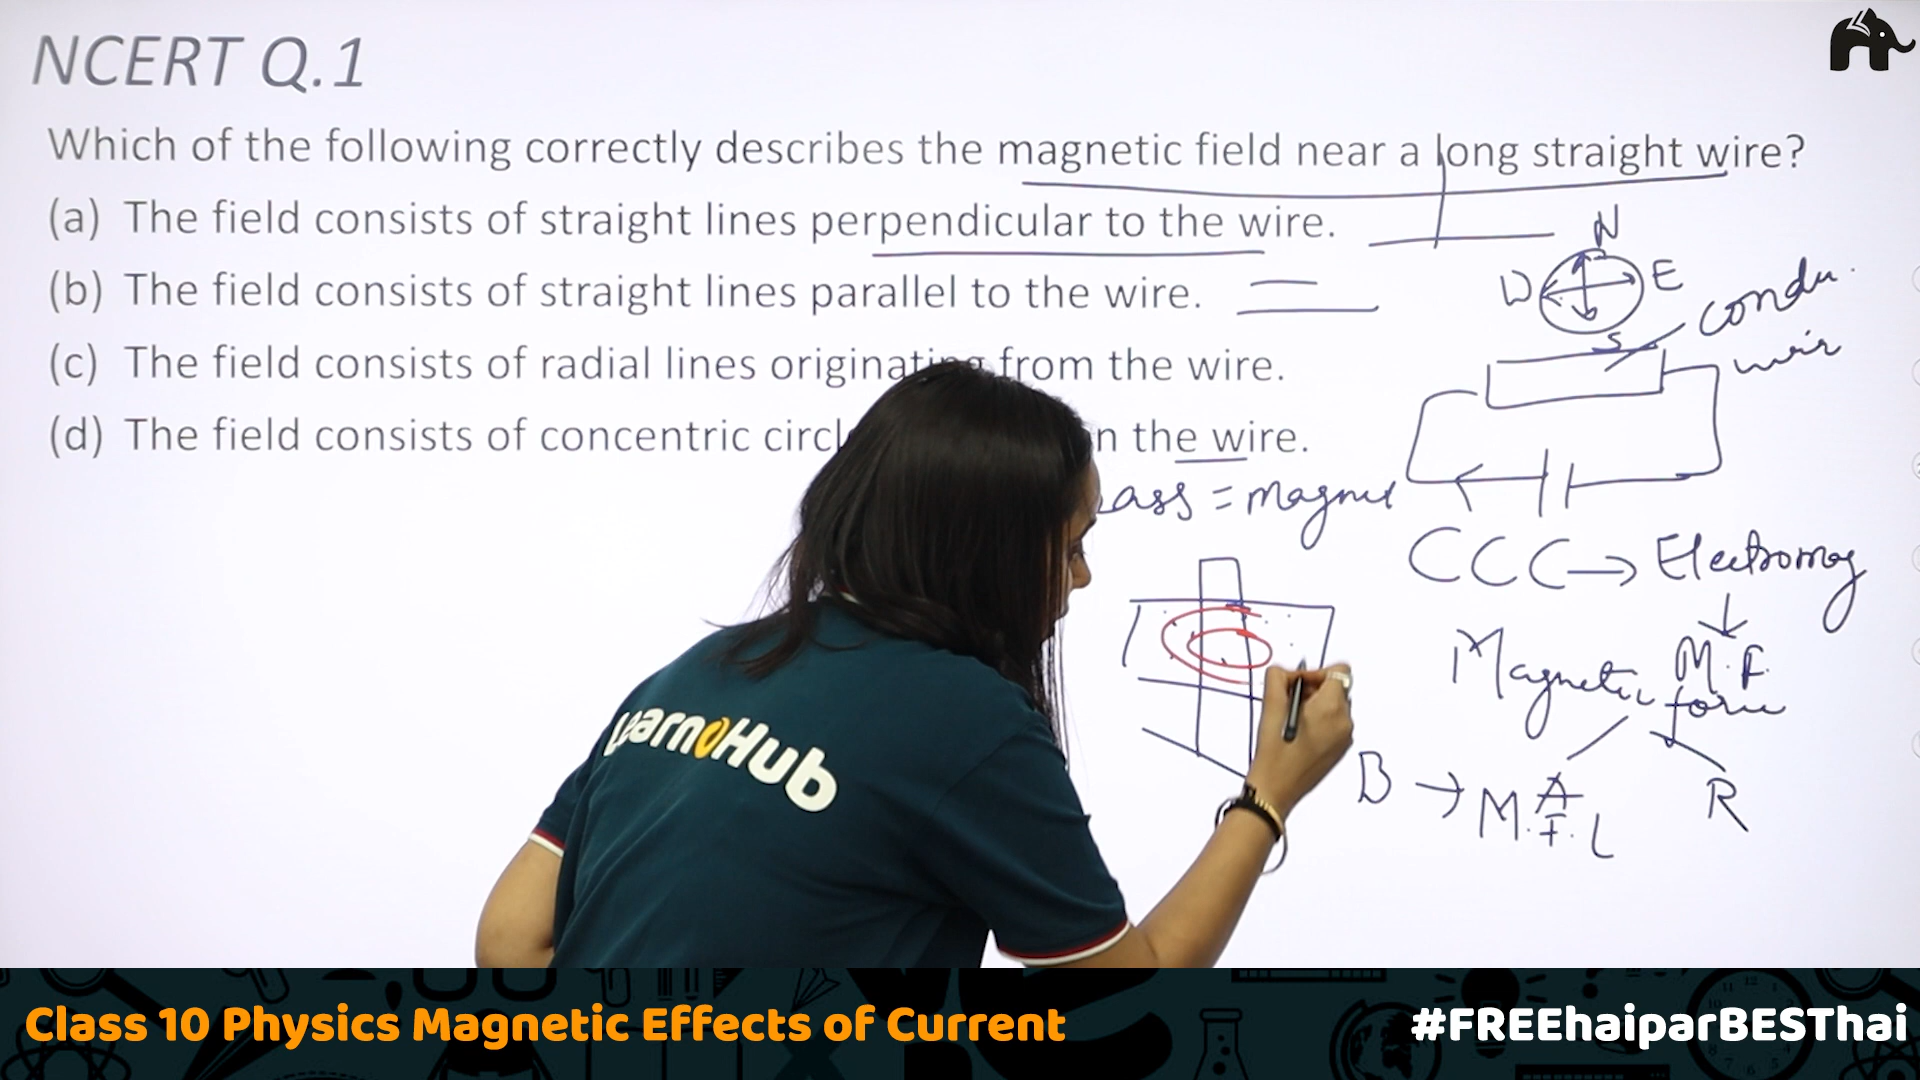 NCERT Q.1
Which of the following correctly describes the magnetic field near a long straight wire?
(a) The field consists of straight lines perpendicular to the wire.
(b) The field consists of straight lines parallel to the wire.
(c) The field consists of radial lines originating from the wire.
(d) The field consists of concentric n the wire.
N
E
S
condu.
wir
= magnet
CCC → Electromag
M.F.
Magnetic force
A
R
B → M.F.L
LearnoHub
Class 10 Physics Magnetic Effects of Current
#FREEhaiparBESThai